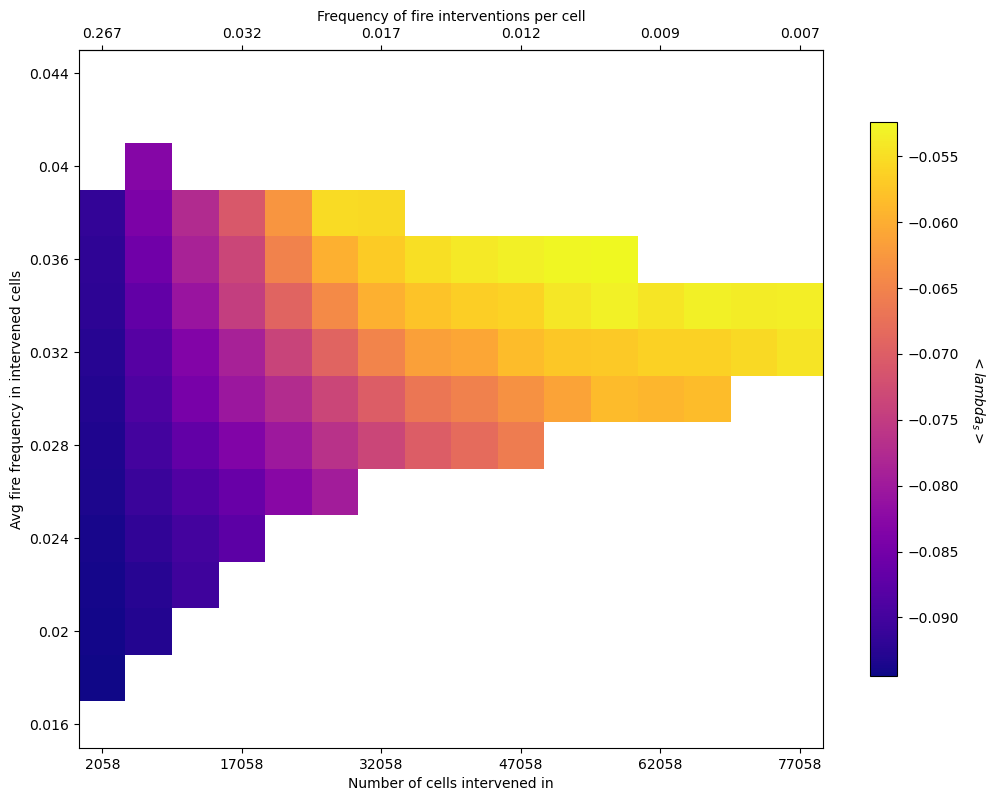 Frequency of fire interventions per cell
0.267 0.032 0.017 0.012 0.009 0.007
0.044
0.04
0.036
0.032
0.028
0.024
0.02
0.016
Avg fire frequency in intervened cells
2058 17058 32058 47058 62058 77058
Number of cells intervened in
−0.055
−0.060
−0.065
−0.070
−0.075
−0.080
−0.085
−0.090
< lambda_s >